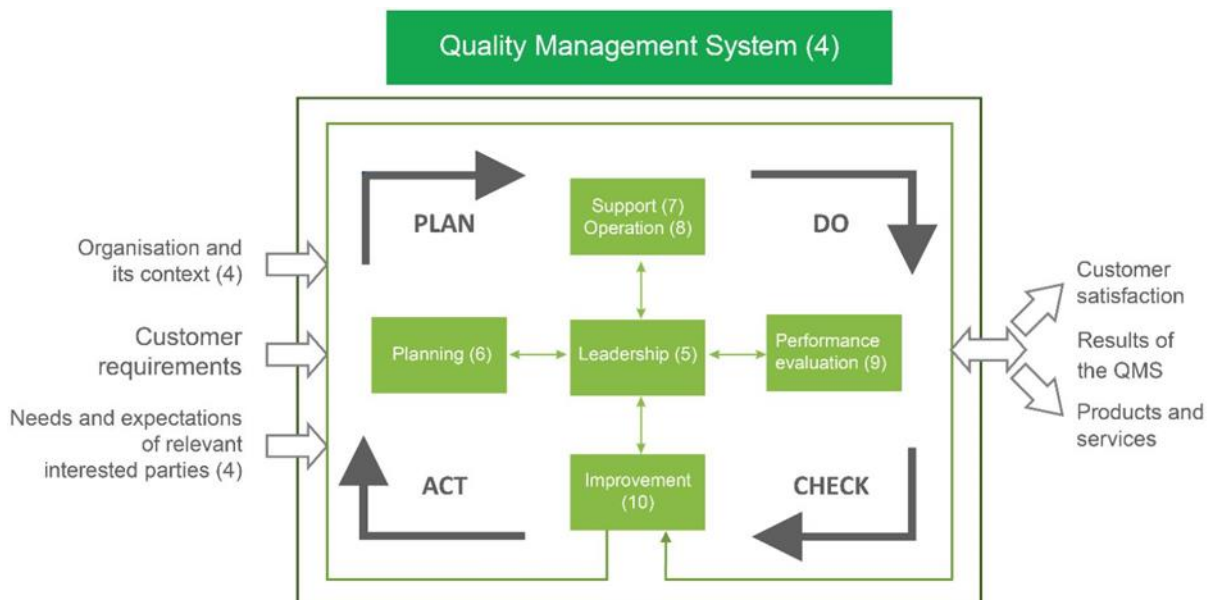 Quality Management System (4)
PLAN
DO
Support (7)
Operation (8)
Organisation and
its context (4)
Customer
requirements
Needs and expectations
of relevant
interested parties (4)
Planning (6)
Leadership (5)
Performance
evaluation (9)
Customer
satisfaction
Results of
the QMS
Products and
services
ACT
Improvement
(10)
CHECK